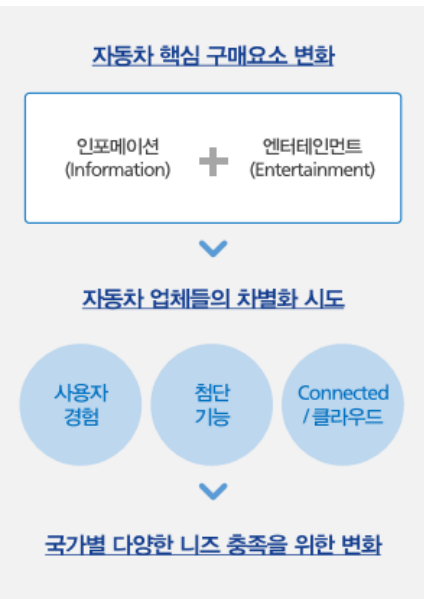 자동차 핵심 구매요소 변화
인포메이션
(Information)
+
엔터테인먼트
(Entertainment)
자동차 업체들의 차별화 시도
사용자
경험
첨단
기능
Connected
/ 클라우드
국가별 다양한 니즈 충족을 위한 변화